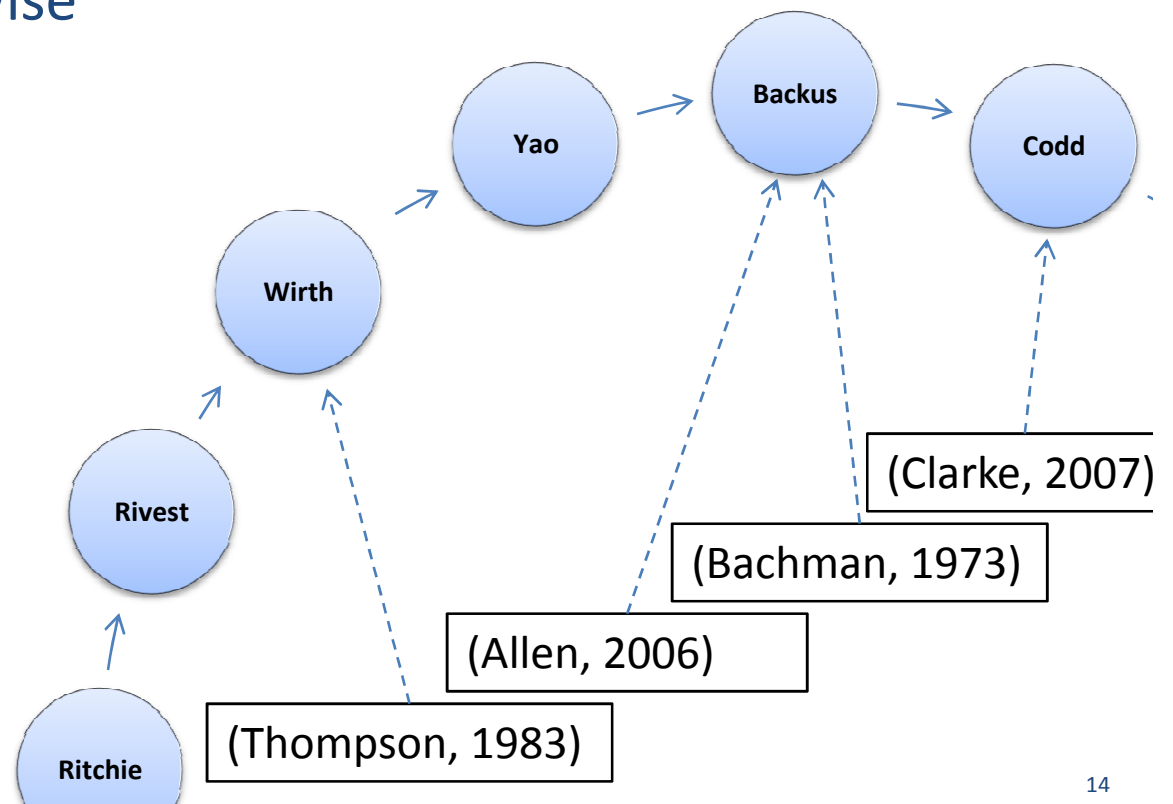 Backus
Yao
Codd
Wirth
(Clarke, 2007)
Rivest
(Bachman, 1973)
(Allen, 2006)
(Thompson, 1983)
Ritchie
14